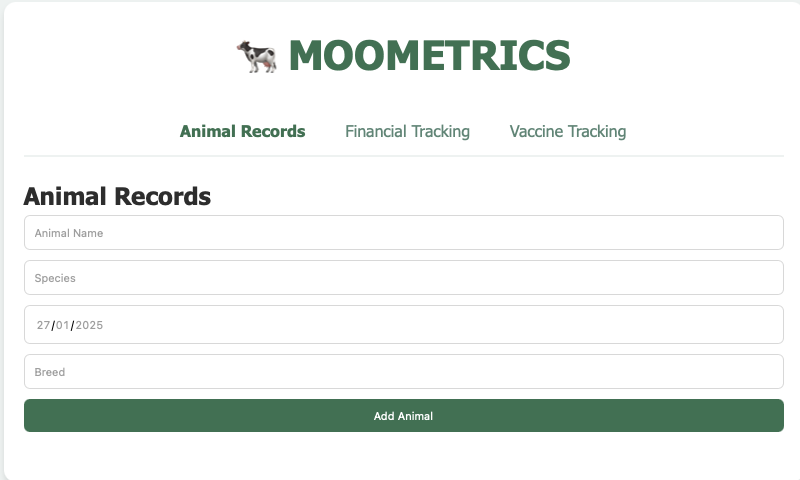 MOOMETRICS
Animal Records Financial Tracking Vaccine Tracking
Animal Records
Animal Name
Species
27/01/2025
Breed
Add Animal